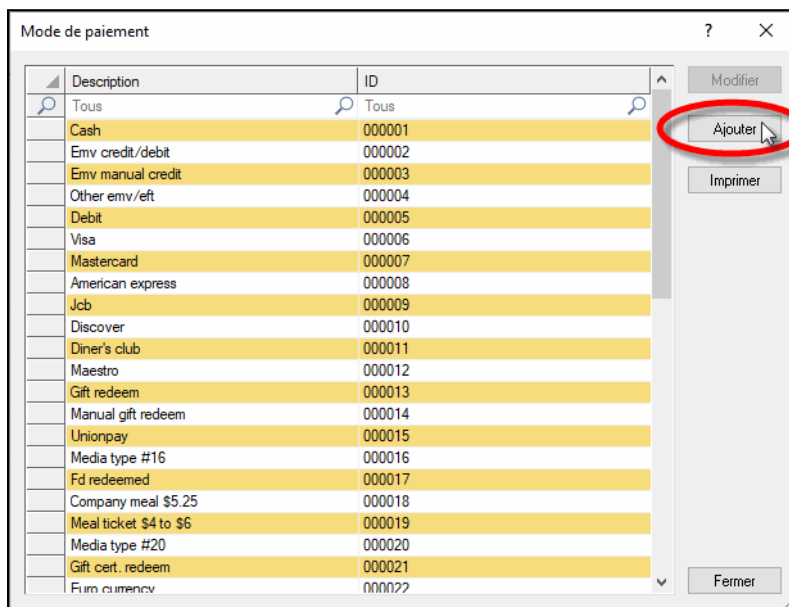 Mode de paiement ?
Description ID
Tous Tous
Cash 000001
Emv credit/debit 000002
Emv manual credit 000003
Other emv/eft 000004
Debit 000005
Visa 000006
Mastercard 000007
American express 000008
Jcb 000009
Discover 000010
Diner's club 000011
Maestro 000012
Gift redeem 000013
Manual gift redeem 000014
Unionpay 000015
Media type #16 000016
Fd redeemed 000017
Company meal $5.25 000018
Meal ticket $4 to $6 000019
Media type #20 000020
Gift cert. redeem 000021
Euro currency 000022
Modifier
Ajouter
Imprimer
Fermer